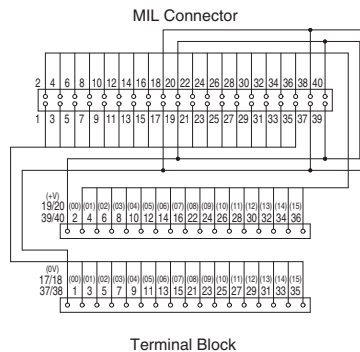 MIL Connector
2 4 6 8 10 12 14 16 18 20 22 24 26 28 30 32 34 36 38 40
1 3 5 7 9 11 13 15 17 19 21 23 25 27 29 31 33 35 37 39
(+V) (00) (01) (02) (03) (04) (05) (06) (07) (08) (09) (10) (11) (12) (13) (14) (15)
19/20 2 4 6 8 10 12 14 16 22 24 26 28 30 32 34 36
39/40
(0V) (00) (01) (02) (03) (04) (05) (06) (07) (08) (09) (10) (11) (12) (13) (14) (15)
17/18 1 3 5 7 9 11 13 15 21 23 25 27 29 31 33 35
37/38
Terminal Block